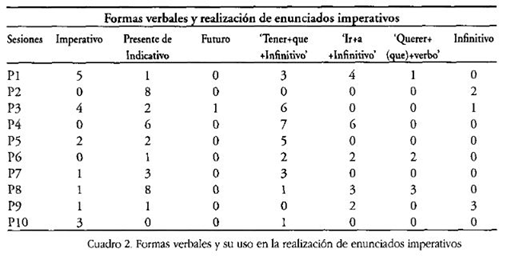 Formas verbales y realización de enunciados imperativos
Sesiones Imperativo Presente de Indicativo Futuro 'Tener+que +Infinitivo' 'Ir+a +Infinitivo' 'Querer+ (que)+verbo' Infinitivo
P1 5 1 0 3 4 1 0
P2 0 8 0 0 0 0 2
P3 4 2 1 6 0 0 1
P4 0 6 0 7 6 0 0
P5 2 2 0 5 0 0 0
P6 0 1 0 2 2 2 0
P7 1 3 0 3 0 0 0
P8 1 8 0 1 3 3 0
P9 1 1 0 0 2 0 3
P10 3 0 0 1 0 0 0
Cuadro 2. Formas verbales y su uso en la realización de enunciados imperativos